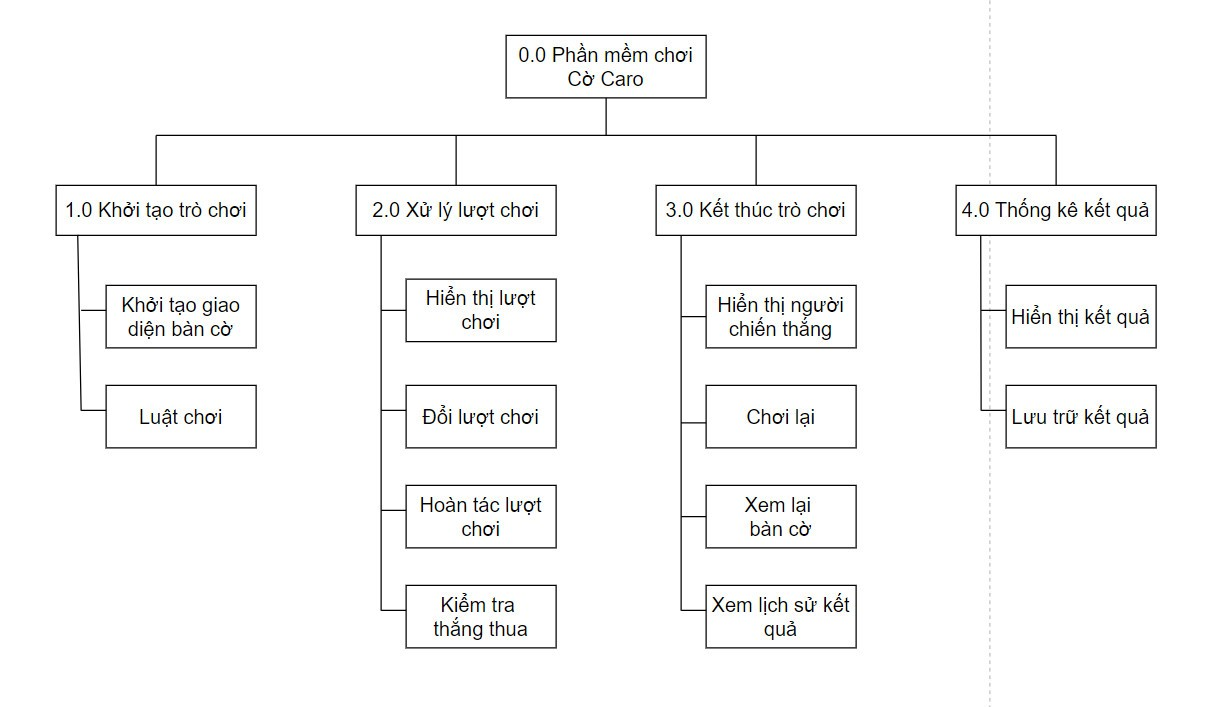 0.0 Phần mềm chơi
Cờ Caro
1.0 Khởi tạo trò chơi
2.0 Xử lý lượt chơi
3.0 Kết thúc trò chơi
4.0 Thống kê kết quả
Khởi tạo giao
diện bàn cờ
Luật chơi
Hiển thị lượt
chơi
Đổi lượt chơi
Hoàn tác lượt
chơi
Kiểm tra
thắng thua
Hiển thị người
chiến thắng
Chơi lại
Xem lại
bàn cờ
Xem lịch sử kết
quả
Hiển thị kết quả
Lưu trữ kết quả